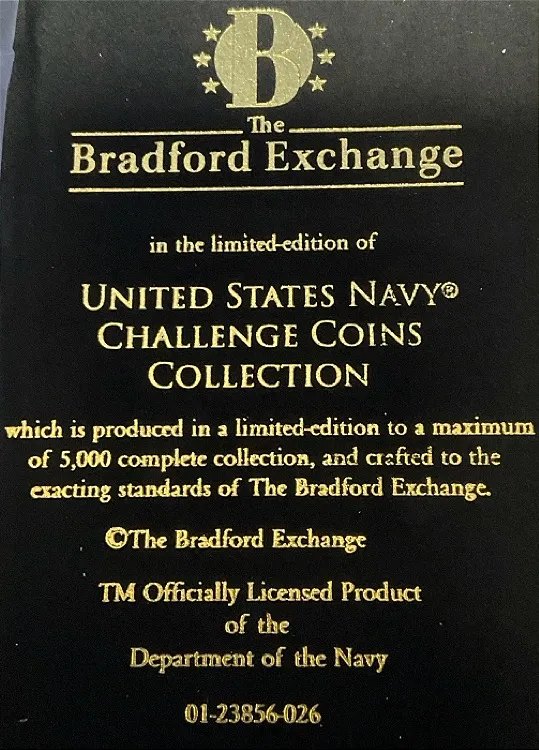 B
The
Bradford Exchange
in the limited-edition of
UNITED STATES NAVY®
CHALLENGE COINS
COLLECTION
which is produced in a limited-edition to a maximum
of 5,000 complete collection, and crafted to the
exacting standards of The Bradford Exchange.
©The Bradford Exchange
TM Officially Licensed Product
of the
Department of the Navy
01-23856-026